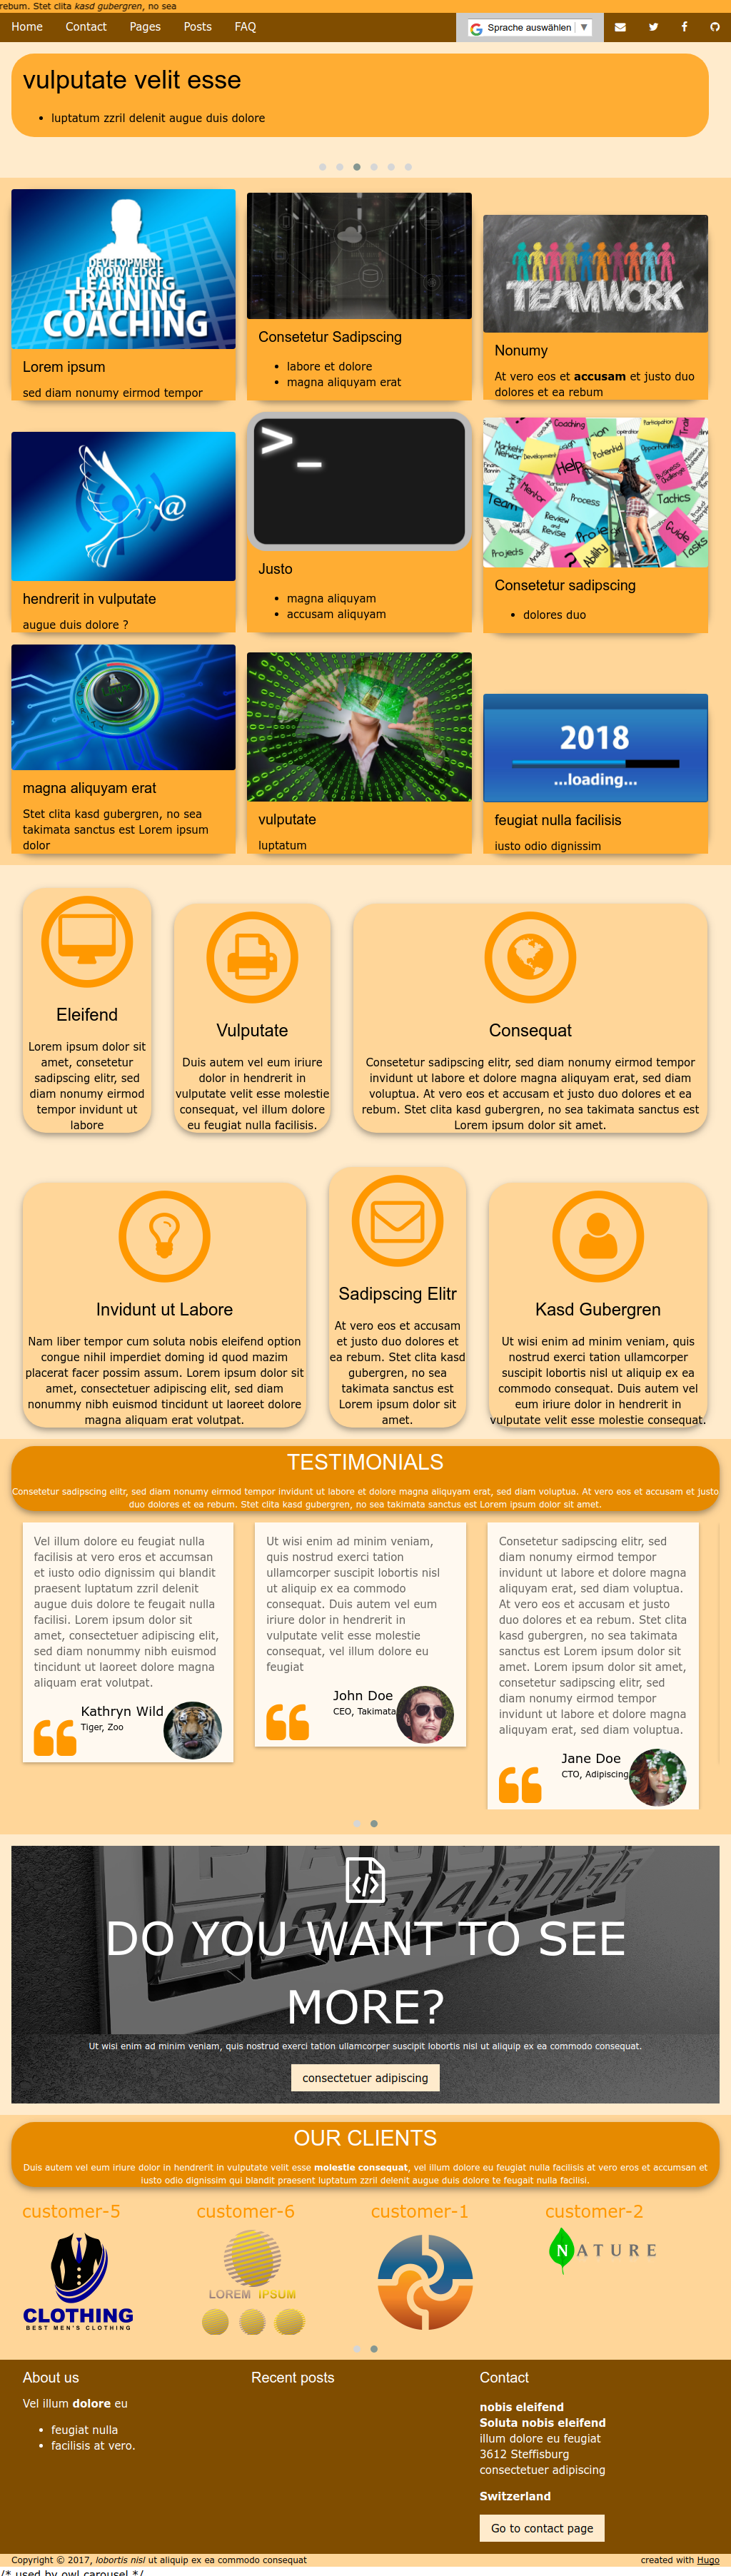 rebum. Stet clita kasd gubergren, no sea
Home Contact Pages Posts FAQ Sprache auswählen ▼
vulputate velit esse
• luptatum zzril delenit augue duis dolore
DEVELOPMENT
KNOWLEDGE
LEARNING
TRAINING
COACHING
Lorem ipsum
sed diam nonumy eirmod tempor
Consetetur Sadipscing
• labore et dolore
• magna aliquyam erat
TEAMWORK
Nonumy
At vero eos et accusam et justo duo
dolores et ea rebum
@
hendrerit in vulputate
augue duis dolore ?
>_
Justo
• magna aliquyam
• accusam aliquyam
Coaching
Participation
Development
Potential
Opportunity
Help
Mentor
Process
Tactics
Team
Review and Revise
Guide
Projects
Ability
Tasks
Consetetur sadipscing
• dolores duo
magna aliquyam erat
Stet clita kasd gubergren, no sea
takimata sanctus est Lorem ipsum
dolor
vulputate
luptatum
2018
...loading...
feugiat nulla facilisis
iusto odio dignissim
Eleifend
Lorem ipsum dolor sit
amet, consetetur
sadipscing elitr, sed
diam nonumy eirmod
tempor invidunt ut
labore
Vulputate
Duis autem vel eum iriure
dolor in hendrerit in
vulputate velit esse molestie
consequat, vel illum dolore
eu feugiat nulla facilisis.
Consequat
Consetetur sadipscing elitr, sed diam nonumy eirmod tempor
invidunt ut labore et dolore magna aliquyam erat, sed diam
voluptua. At vero eos et accusam et justo duo dolores et ea
rebum. Stet clita kasd gubergren, no sea takimata sanctus est
Lorem ipsum dolor sit amet.
Invidunt ut Labore
Nam liber tempor cum soluta nobis eleifend option
congue nihil imperdiet doming id quod mazim
placerat facer possim assum. Lorem ipsum dolor sit
amet, consectetuer adipiscing elit, sed diam
nonummy nibh euismod tincidunt ut laoreet dolore
magna aliquam erat volutpat.
Sadipscing Elitr
At vero eos et accusam
et justo duo dolores et
ea rebum. Stet clita kasd
gubergren, no sea
takimata sanctus est
Lorem ipsum dolor sit
amet.
Kasd Gubergren
Ut wisi enim ad minim veniam, quis
nostrud exerci tation ullamcorper
suscipit lobortis nisl ut aliquip ex ea
commodo consequat. Duis autem vel
eum iriure dolor in hendrerit in
vulputate velit esse molestie consequat.
TESTIMONIALS
Consetetur sadipscing elitr, sed diam nonumy eirmod tempor invidunt ut labore et dolore magna aliquyam erat, sed diam voluptua. At vero eos et accusam et justo
duo dolores et ea rebum. Stet clita kasd gubergren, no sea takimata sanctus est Lorem ipsum dolor sit amet.
Vel illum dolore eu feugiat nulla
facilisis at vero eros et accumsan
et iusto odio dignissim qui blandit
praesent luptatum zzril delenit
augue duis dolore te feugait nulla
facilisi. Lorem ipsum dolor sit
amet, consectetuer adipiscing elit,
sed diam nonummy nibh euismod
tincidunt ut laoreet dolore magna
aliquam erat volutpat.
Kathryn Wild
Tiger, Zoo
Ut wisi enim ad minim veniam,
quis nostrud exerci tation
ullamcorper suscipit lobortis nisl
ut aliquip ex ea commodo
consequat. Duis autem vel eum
iriure dolor in hendrerit in
vulputate velit esse molestie
consequat, vel illum dolore eu
feugiat
John Doe
CEO, Takimata
Consetetur sadipscing elitr, sed
diam nonumy eirmod tempor
invidunt ut labore et dolore magna
aliquyam erat, sed diam voluptua.
At vero eos et accusam et justo
duo dolores et ea rebum. Stet clita
kasd gubergren, no sea takimata
sanctus est Lorem ipsum dolor sit
amet. Lorem ipsum dolor sit amet,
consetetur sadipscing elitr, sed
diam nonumy eirmod tempor
invidunt ut labore et dolore magna
aliquyam erat, sed diam voluptua.
Jane Doe
CTO, Adipiscing
DO YOU WANT TO SEE
MORE?
Ut wisi enim ad minim veniam, quis nostrud exerci tation ullamcorper suscipit lobortis nisl ut aliquip ex ea commodo consequat.
consectetuer adipiscing
OUR CLIENTS
Duis autem vel eum iriure dolor in hendrerit in vulputate velit esse molestie consequat, vel illum dolore eu feugiat nulla facilisis at vero eros et accumsan et
iusto odio dignissim qui blandit praesent luptatum zzril delenit augue duis dolore te feugait nulla facilisi.
customer-5 customer-6 customer-1 customer-2
CLOTHING
BEST MEN'S CLOTHING
LOREM IPSUM
NATURE
About us
Vel illum dolore eu
• feugiat nulla
• facilisis at vero.
Recent posts
Contact
nobis eleifend
Soluta nobis eleifend
illum dolore eu feugiat
3612 Steffisburg
consectetuer adipiscing
Switzerland
Go to contact page
Copyright © 2017, lobortis nisl ut aliquip ex ea commodo consequat created with Hugo
/* used by owl carousel */